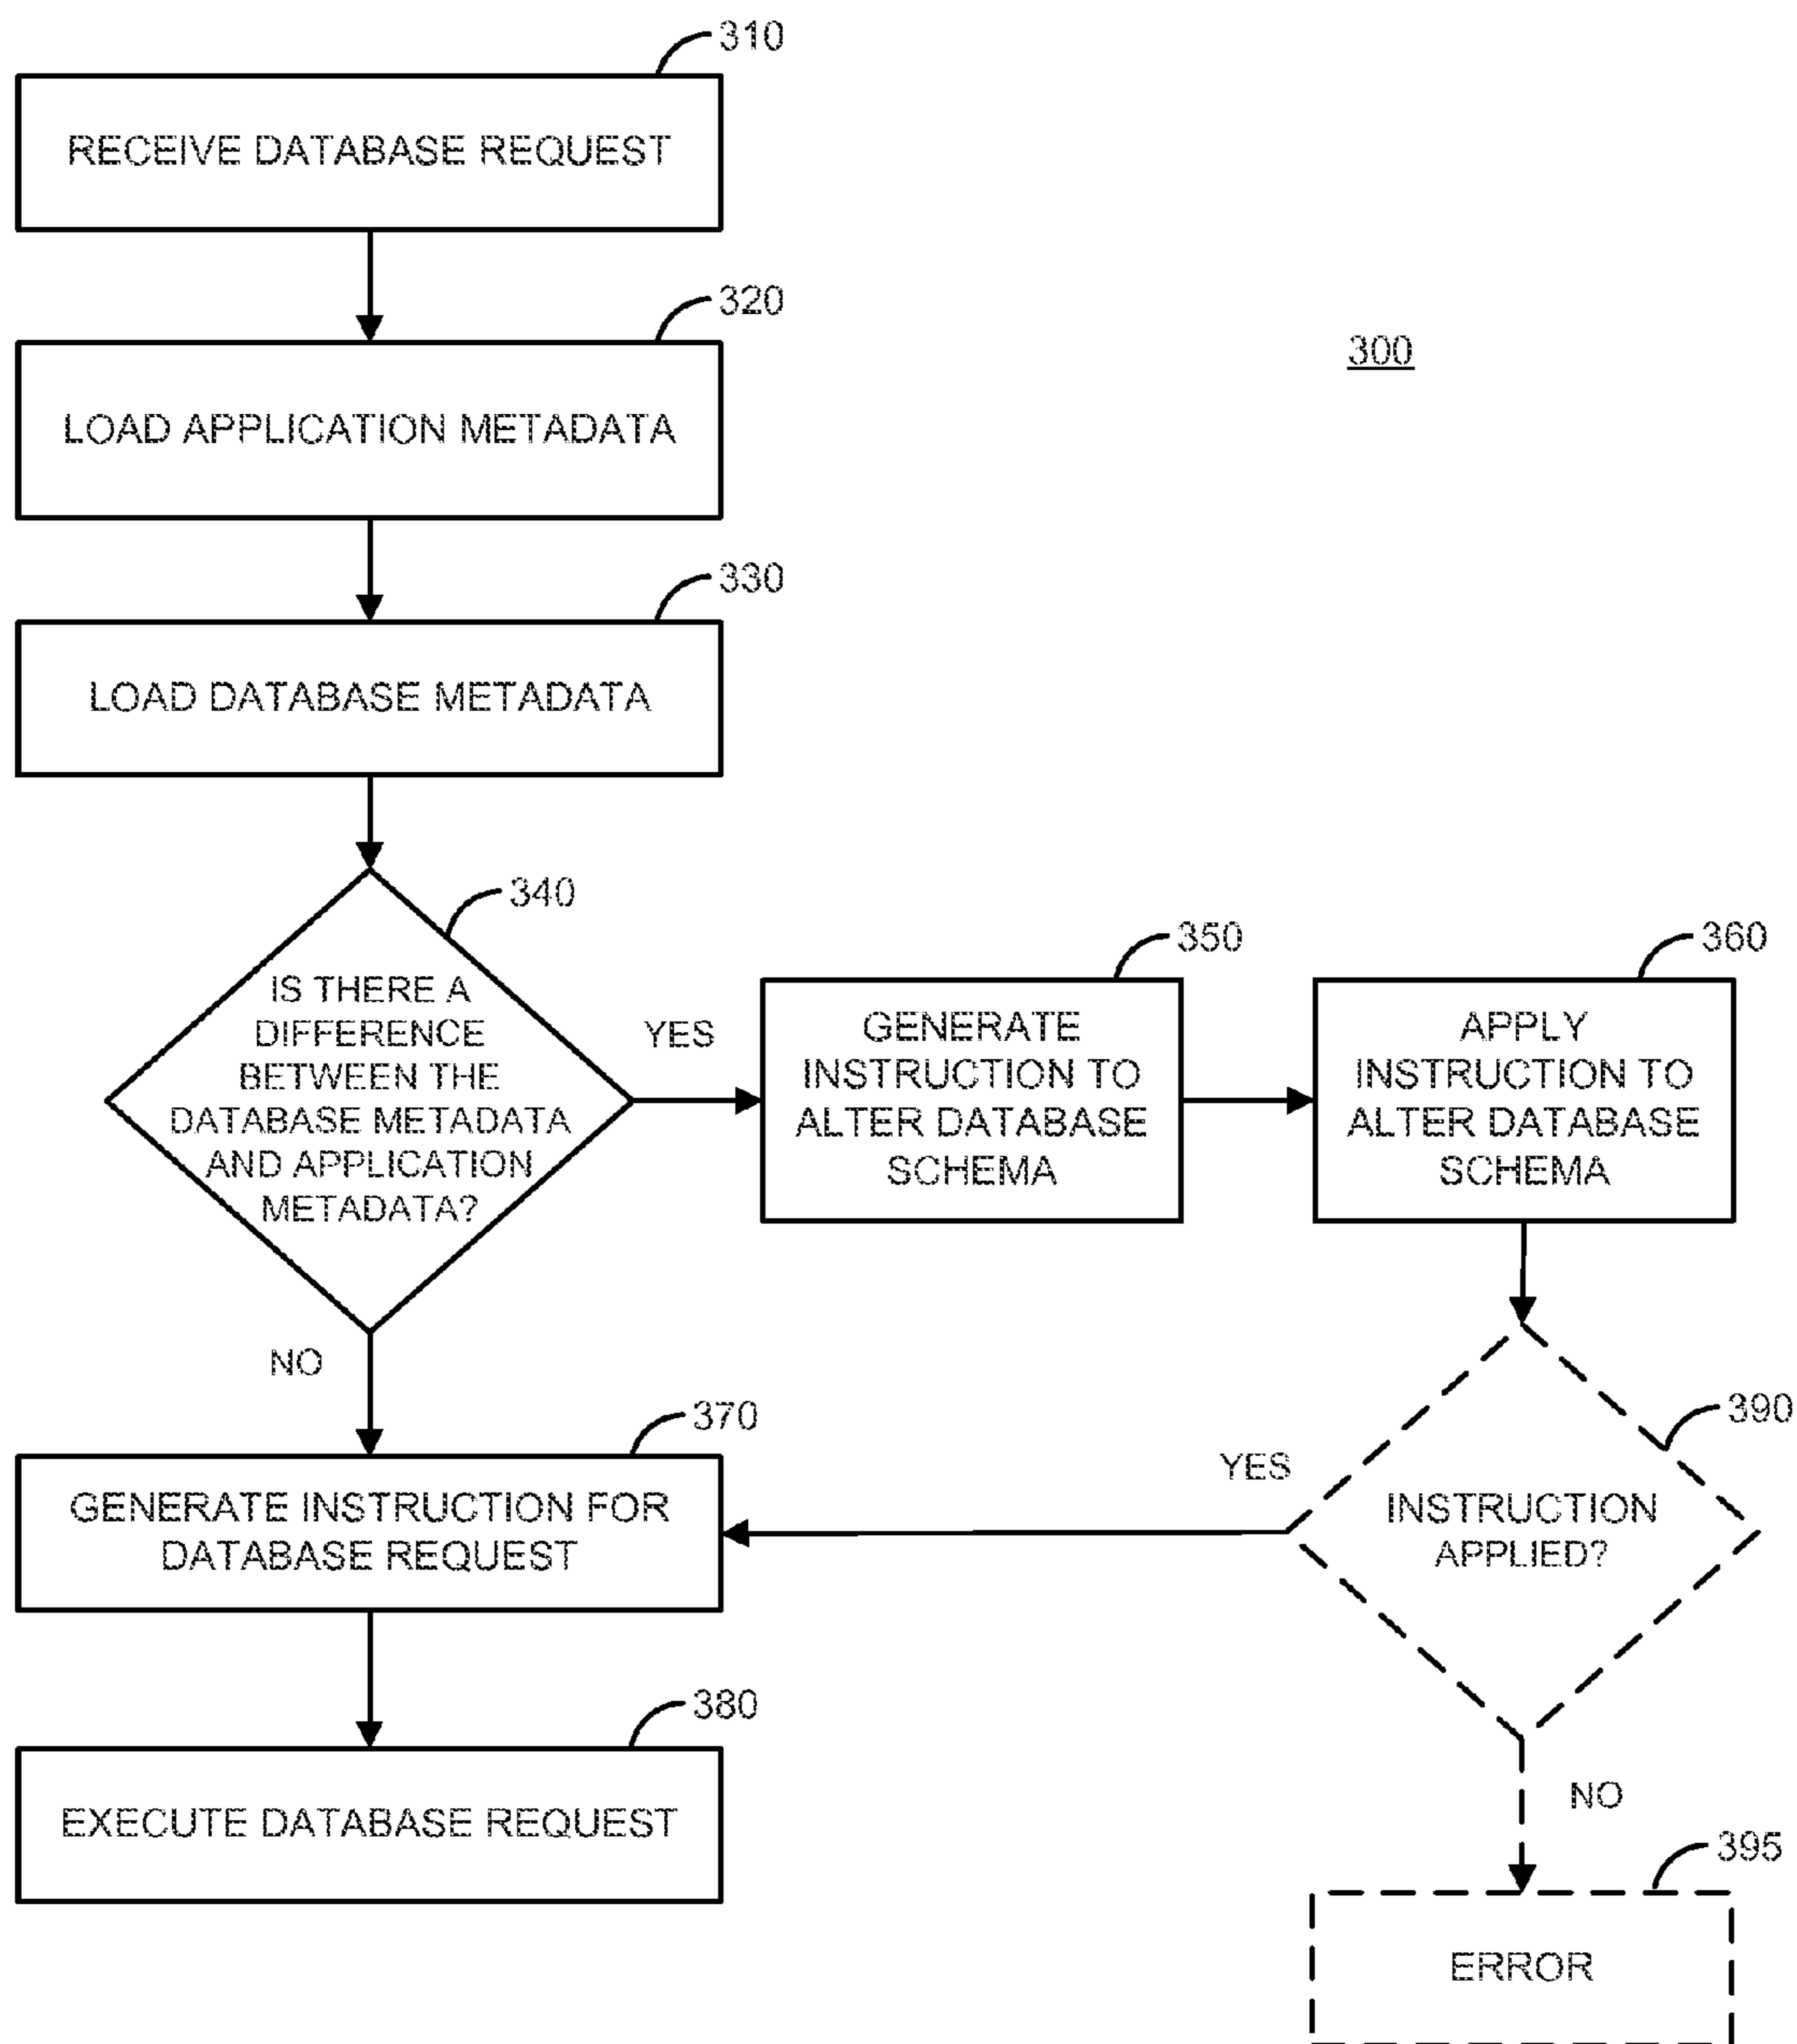 310
RECEIVE DATABASE REQUEST
320
300
LOAD APPLICATION METADATA
330
LOAD DATABASE METADATA
340
IS THERE A
DIFFERENCE
BETWEEN THE
DATABASE METADATA
AND APPLICATION
METADATA?
YES
350
GENERATE
INSTRUCTION TO
ALTER DATABASE
SCHEMA
360
APPLY
INSTRUCTION TO
ALTER DATABASE
SCHEMA
NO
390
INSTRUCTION
APPLIED?
YES
370
GENERATE INSTRUCTION FOR
DATABASE REQUEST
380
EXECUTE DATABASE REQUEST
NO
395
ERROR